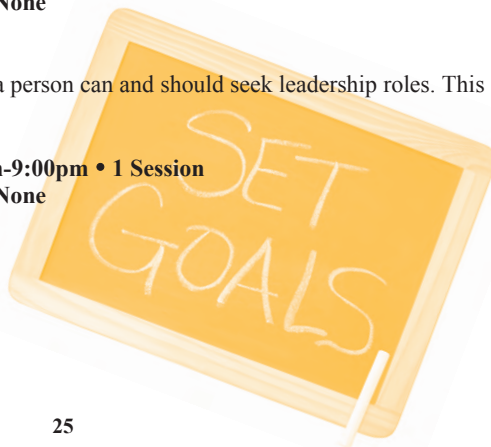 None
a person can and should seek leadership roles. This
-9:00pm • 1 Session
None
SET
GOALS
25